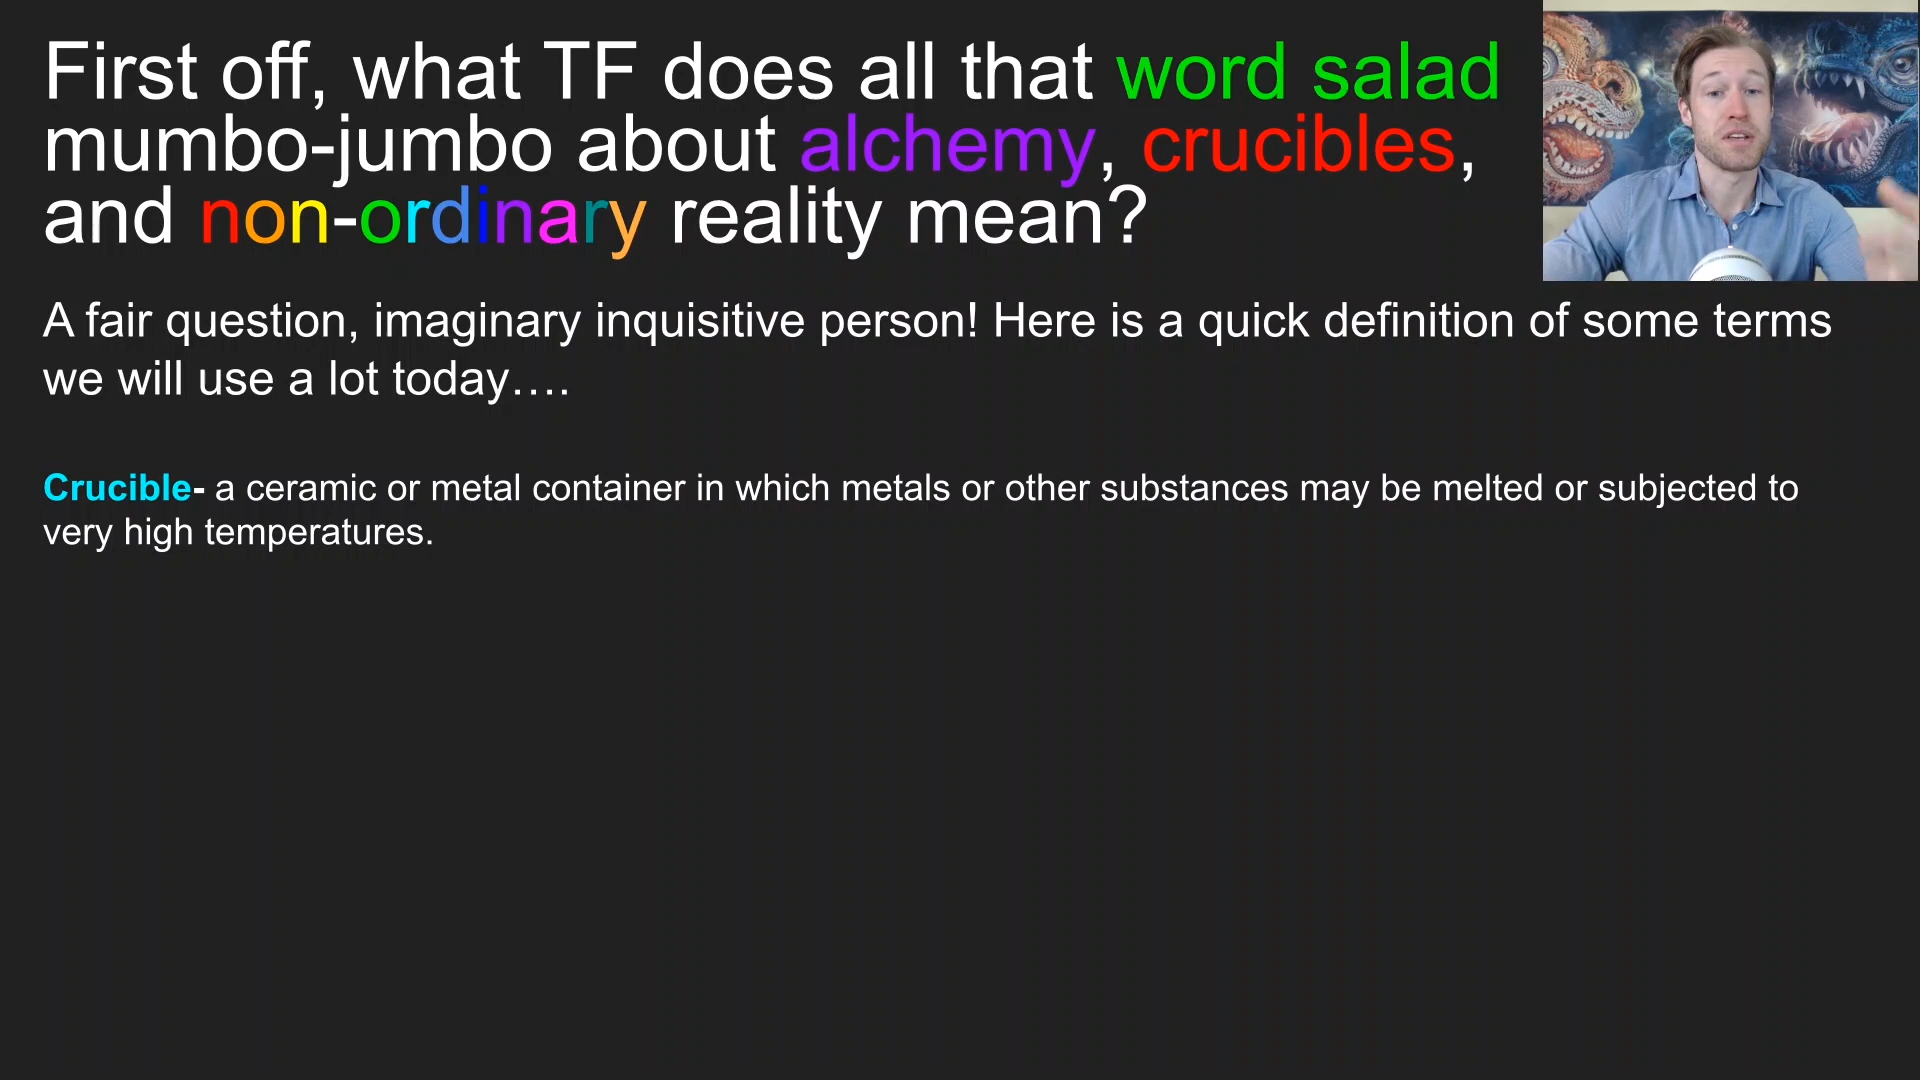 First off, what TF does all that word salad
mumbo-jumbo about alchemy, crucibles,
and non-ordinary reality mean?
A fair question, imaginary inquisitive person! Here is a quick definition of some terms
we will use a lot today….
Crucible- a ceramic or metal container in which metals or other substances may be melted or subjected to
very high temperatures.